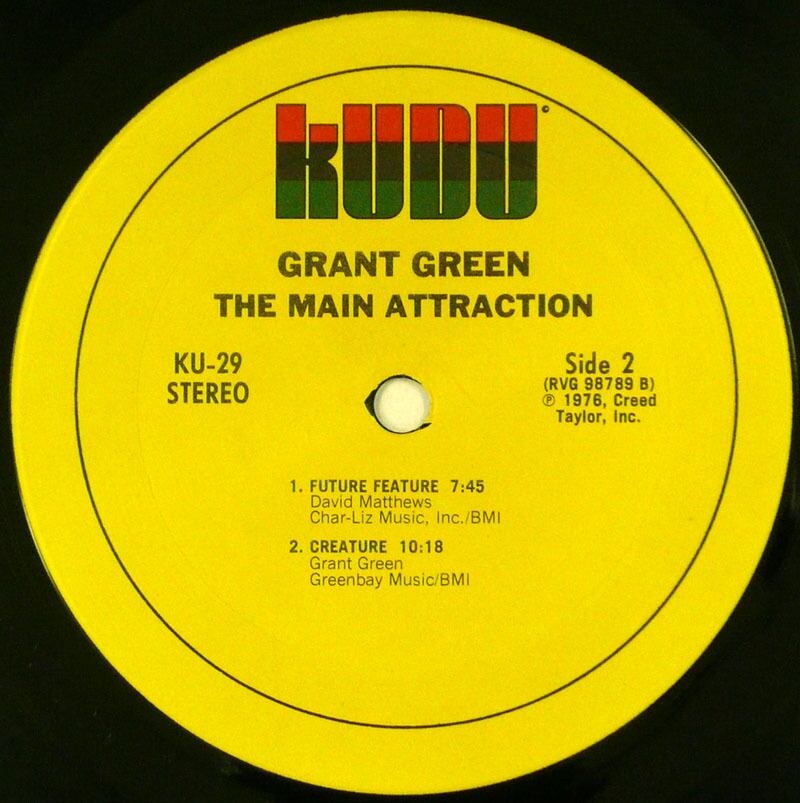 kUDU©
GRANT GREEN
THE MAIN ATTRACTION
KU-29
STEREO
Side 2
(RVG 98789 B)
℗ 1976, Creed
Taylor, Inc.
1. FUTURE FEATURE 7:45
David Matthews
Char-Liz Music, Inc./BMI
2. CREATURE 10:18
Grant Green
Greenbay Music/BMI